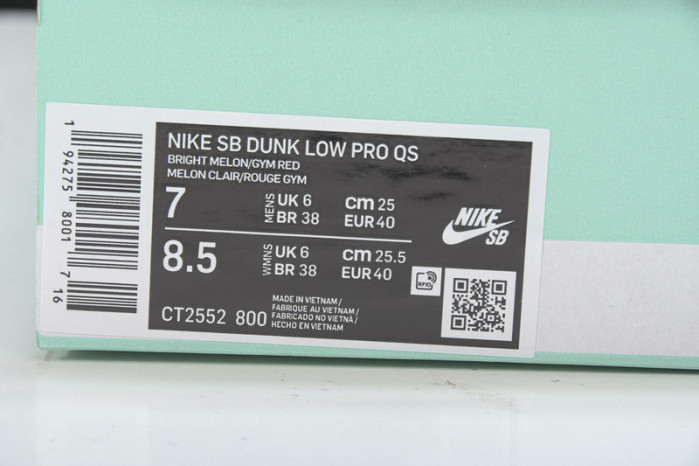 1 94275 8001 7 16
NIKE SB DUNK LOW PRO QS
BRIGHT MELON/GYM RED
MELON CLAIR/ROUGE GYM
7 MENS UK 6 cm 25
BR 38 EUR 40
8.5 WMNS UK 6 cm 25.5
BR 38 EUR 40
NIKE SB
RFID
CT2552 800
MADE IN VIETNAM /
FABRIQUE AU VIETNAM /
FABRICADO NO VIETNÃ /
HECHO EN VIETNAM